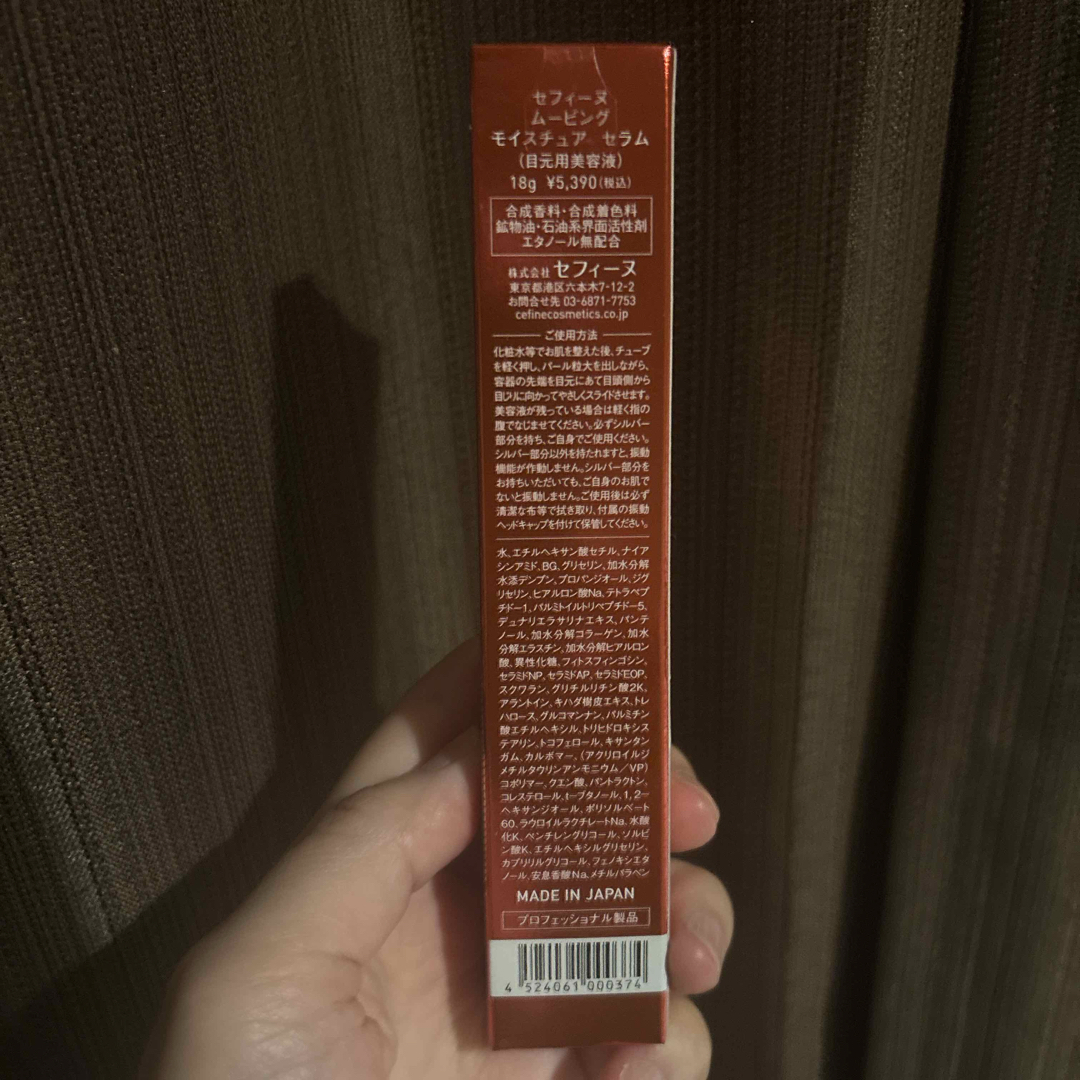 セフィーヌ
ムービング
モイスチュア セラム
(目元用美容液)
18g ¥5,390(税込)
合成香料・合成着色料
鉱物油・石油系界面活性剤
エタノール無配合
株式会社 セフィーヌ
東京都港区六本木7-12-2
お問合せ先 03-6871-7753
cefinecosmetics.co.jp
ご使用方法
化粧水等でお肌を整えた後、チューブ
を軽く押し、パール粒大を出しながら、
容器の先端を目元にあて目頭側から
目じりに向かってやさしくスライドさせます。
美容液が残っている場合は軽く指の
腹でなじませてください。必ずシルバー
部分を持ち、ご自身でご使用ください。
シルバー部分以外を持たれますと、振動
機能が作動しません。シルバー部分を
お持ちいただいても、ご自身のお肌で
ないと振動しません。ご使用後は必ず
清潔な布等で拭き取り、付属の振動
ヘッドキャップを付けて保管してください。
水、エチルヘキサン酸セチル、ナイア
シンアミド、BG、グリセリン、加水分解
水添デンプン、プロパンジオール、ジグ
リセリン、ヒアルロン酸Na、テトラペプ
チド-1、パルミトイルトリペプチド-5、
デュナリエラサリナエキス、パンテ
ノール、加水分解コラーゲン、加水
分解エラスチン、加水分解ヒアルロン
酸、異性化糖、フィトスフィンゴシン、
セラミドNP、セラミドAP、セラミドEOP、
スクワラン、グリチルリチン酸2K、
アラントイン、キハダ樹皮エキス、トレ
ハロース、グルコマンナン、パルミチン
酸エチルヘキシル、トリヒドロキシス
テアリン、トコフェロール、キサンタン
ガム、カルボマー、(アクリロイルジ
メチルタウリンアンモニウム/VP)
コポリマー、クエン酸、パントラクトン、
コレステロール、t-ブタノール、1,2-
ヘキサンジオール、ポリソルベート
60、ラウロイルラクチレートNa、水酸
化K、ペンチレングリコール、ソルビ
ン酸K、エチルヘキシルグリセリン、
カプリリルグリコール、フェノキシエタ
ノール、安息香酸Na、メチルパラベン
MADE IN JAPAN
プロフェッショナル製品
4 524061 000374